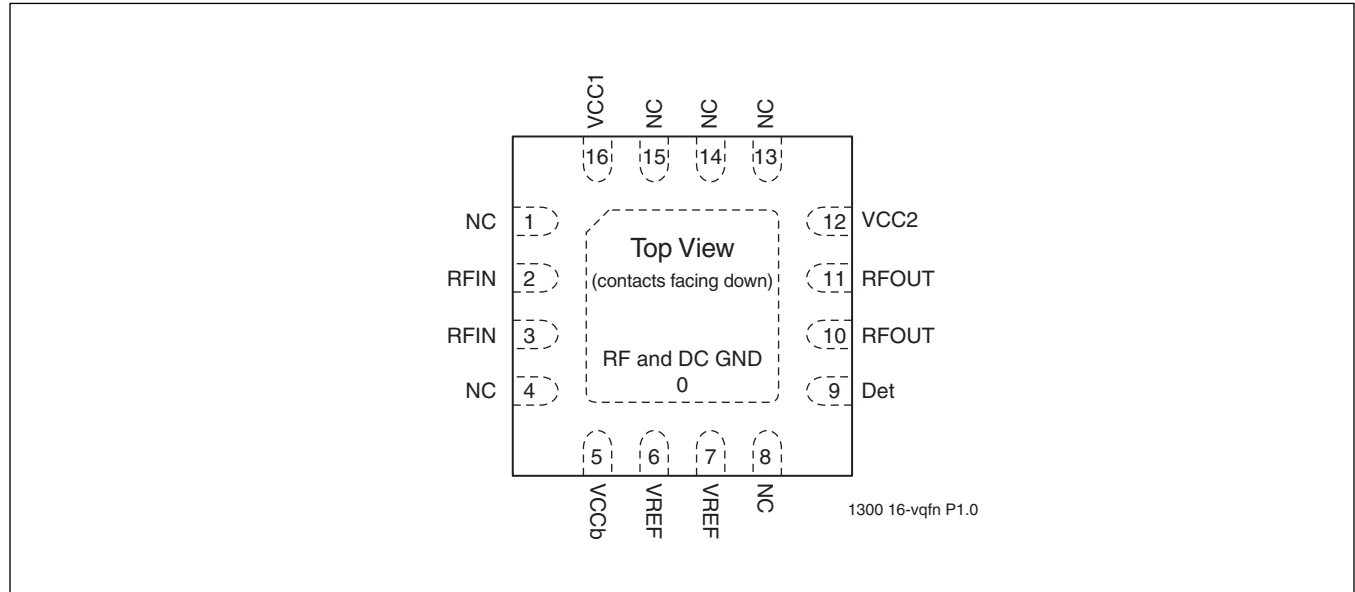 VCC1
NC
NC
NC
16
15
14
13
NC
1
12
VCC2
Top View
RFIN
2
(contacts facing down)
11
RFOUT
RFIN
3
10
RFOUT
RF and DC GND
0
NC
4
9
Det
5
6
7
8
VCCb
VREF
VREF
NC
1300 16-vqfn P1.0